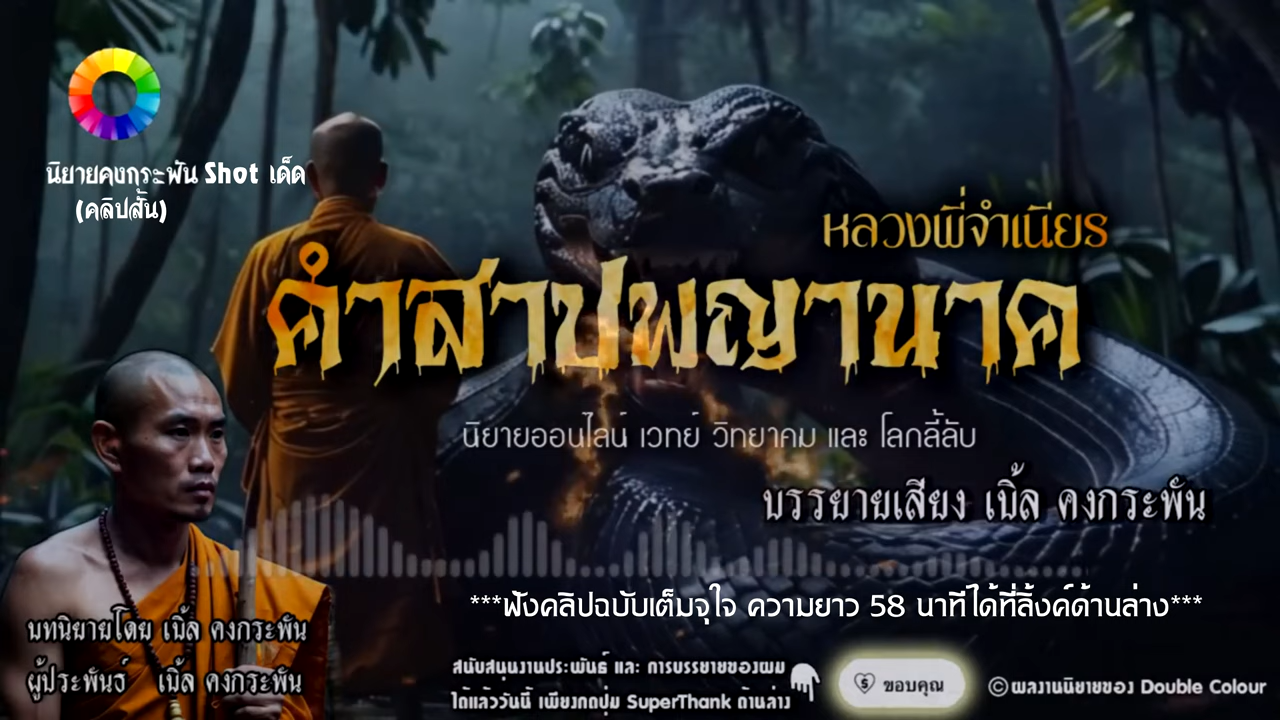 นิยายคงกระพัน Shot เด็ด
(คลิปสั้น)
หลวงพี่จำเนียร
คำสาปพญานาค
นิยายออนไลน์ เวทย์ วิทยาคม และ โลกลี้ลับ
บรรยายเสียง เบิ้ล คงกระพัน
***ฟังคลิปฉบับเต็มจุใจ ความยาว 58 นาทีได้ที่ลิ้งค์ด้านล่าง***
บทนิยายโดย เบิ้ล คงกระพัน
ผู้ประพันธ์ เบิ้ล คงกระพัน
สนับสนุนงานประพันธ์ และ การบรรยายของผม
ได้แล้ววันนี้ เพียงกดปุ่ม SuperThank ด้านล่าง
$ ขอบคุณ
©ผลงานนิยายของ Double Colour